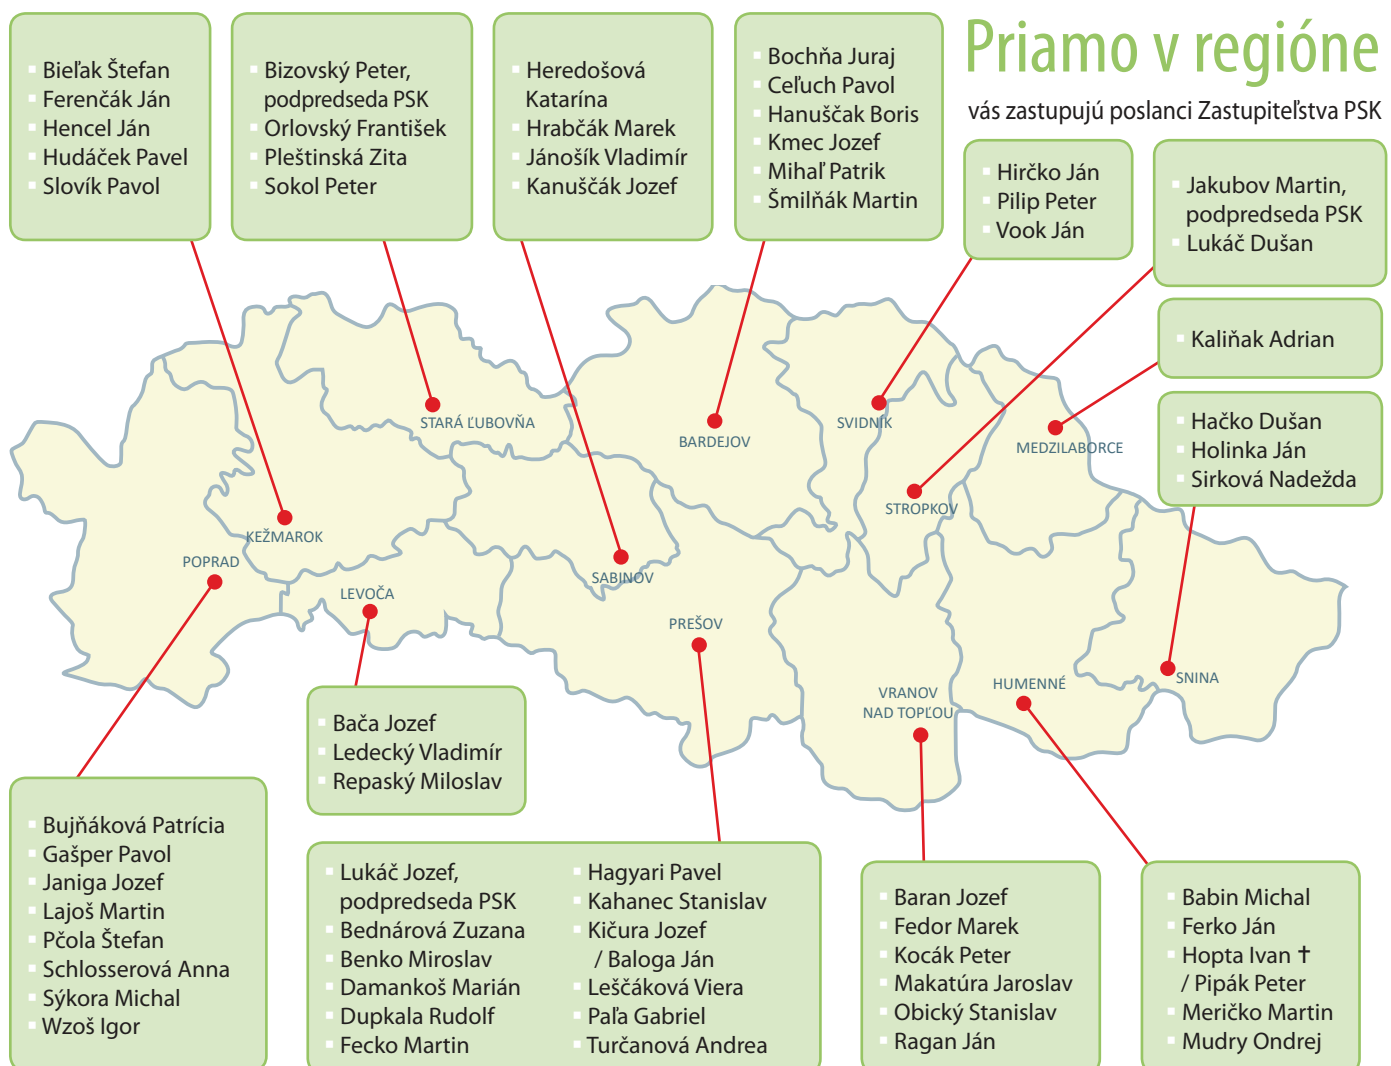 Priamo v regióne
vás zastupujú poslanci Zastupiteľstva PSK
Bieľak Štefan
Ferenčák Ján
Hencel Ján
Hudáček Pavel
Slovík Pavol
Bizovský Peter,
podpredseda PSK
Orlovský František
Pleštinská Zita
Sokol Peter
Heredošová
Katarína
Hrabčák Marek
Jánošík Vladimír
Kanuščák Jozef
Bochňa Juraj
Ceľuch Pavol
Hanuščak Boris
Kmec Jozef
Mihaľ Patrik
Šmilňák Martin
Hirčko Ján
Pilip Peter
Vook Ján
Jakubov Martin,
podpredseda PSK
Lukáč Dušan
Kaliňak Adrian
Hačko Dušan
Holinka Ján
Sirková Nadežda
STARÁ ĽUBOVŇA
BARDEJOV
SVIDNÍK
MEDZILABORCE
STROPKOV
KEŽMAROK
POPRAD
LEVOČA
SABINOV
PREŠOV
VRANOV
NAD TOPĽOU
HUMENNÉ
SNINA
Bača Jozef
Ledecký Vladimír
Repaský Miloslav
Bujňáková Patrícia
Gašper Pavol
Janiga Jozef
Lajoš Martin
Pčola Štefan
Schlosserová Anna
Sýkora Michal
Wzoš Igor
Lukáč Jozef,
podpredseda PSK
Bednárová Zuzana
Benko Miroslav
Damankoš Marián
Dupkala Rudolf
Fecko Martin
Hagyari Pavel
Kahanec Stanislav
Kičura Jozef
/ Baloga Ján
Leščáková Viera
Paľa Gabriel
Turčanová Andrea
Baran Jozef
Fedor Marek
Kocák Peter
Makatúra Jaroslav
Obický Stanislav
Ragan Ján
Babin Michal
Ferko Ján
Hopta Ivan ✝
/ Pipák Peter
Meričko Martin
Mudry Ondrej